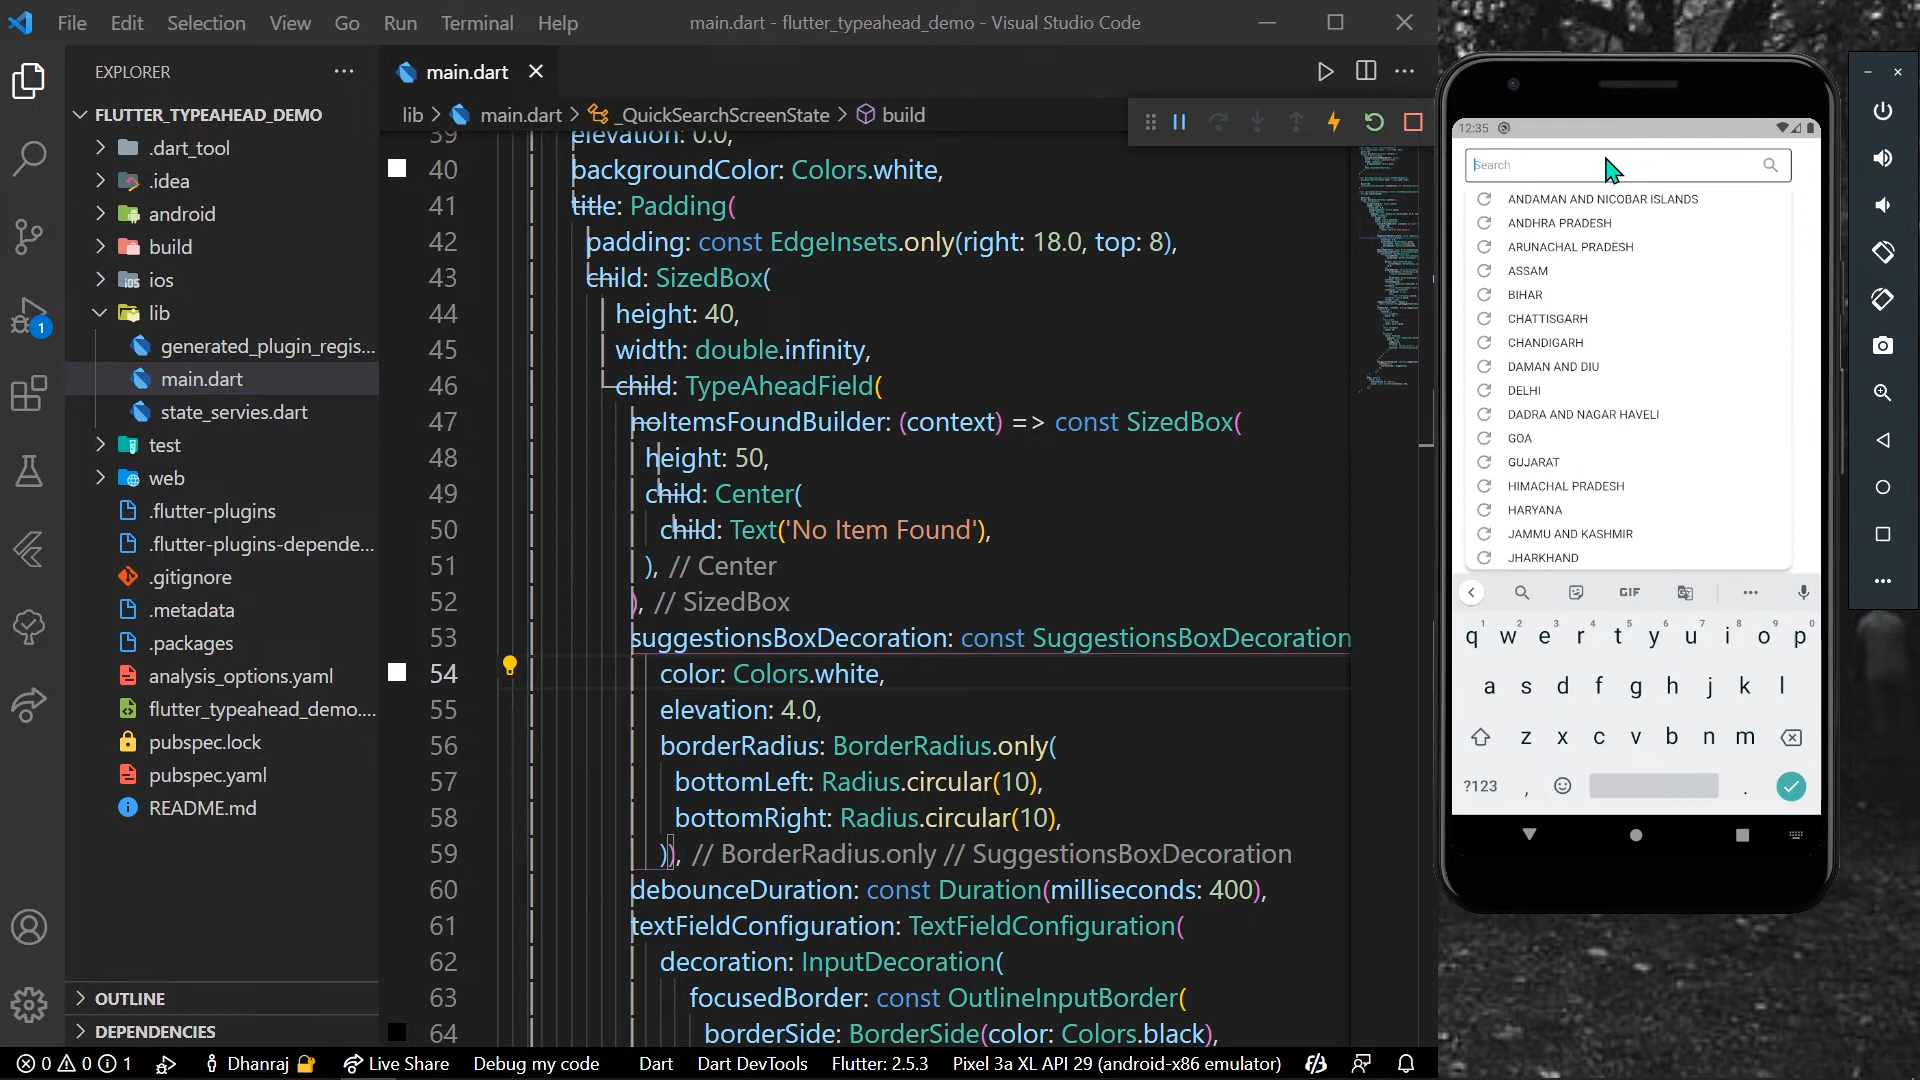 File Edit Selection View Go Run Terminal Help
main.dart - flutter_typeahead_demo - Visual Studio Code
EXPLORER
FLUTTER_TYPEAHEAD_DEMO
.dart_tool
.idea
android
build
ios
lib
generated_plugin_regis...
main.dart
state_servies.dart
test
web
.flutter-plugins
.flutter-plugins-depende...
.gitignore
.metadata
.packages
analysis_options.yaml
flutter_typeahead_demo....
pubspec.lock
pubspec.yaml
README.md
OUTLINE
DEPENDENCIES
1
main.dart
lib > main.dart > _QuickSearchScreenState > build
39 elevation: 0.0,
40 backgroundColor: Colors.white,
41 title: Padding(
42 padding: const EdgeInsets.only(right: 18.0, top: 8),
43 child: SizedBox(
44 height: 40,
45 width: double.infinity,
46 child: TypeAheadField(
47 noItemsFoundBuilder: (context) => const SizedBox(
48 height: 50,
49 child: Center(
50 child: Text('No Item Found'),
51 ), // Center
52 ), // SizedBox
53 suggestionsBoxDecoration: const SuggestionsBoxDecoration
54 color: Colors.white,
55 elevation: 4.0,
56 borderRadius: BorderRadius.only(
57 bottomLeft: Radius.circular(10),
58 bottomRight: Radius.circular(10),
59 )), // BorderRadius.only // SuggestionsBoxDecoration
60 debounceDuration: const Duration(milliseconds: 400),
61 textFieldConfiguration: TextFieldConfiguration(
62 decoration: InputDecoration(
63 focusedBorder: const OutlineInputBorder(
64 borderSide: BorderSide(color: Colors.black),
12:35
Search
ANDAMAN AND NICOBAR ISLANDS
ANDHRA PRADESH
ARUNACHAL PRADESH
ASSAM
BIHAR
CHATTISGARH
CHANDIGARH
DAMAN AND DIU
DELHI
DADRA AND NAGAR HAVELI
GOA
GUJARAT
HIMACHAL PRADESH
HARYANA
JAMMU AND KASHMIR
JHARKHAND
GIF
1 2 3 4 5 6 7 8 9 0
q w e r t y u i o p
a s d f g h j k l
z x c v b n m
?123 , .
0 0 1 Dhanraj Live Share Debug my code Dart Dart DevTools Flutter: 2.5.3 Pixel 3a XL API 29 (android-x86 emulator)